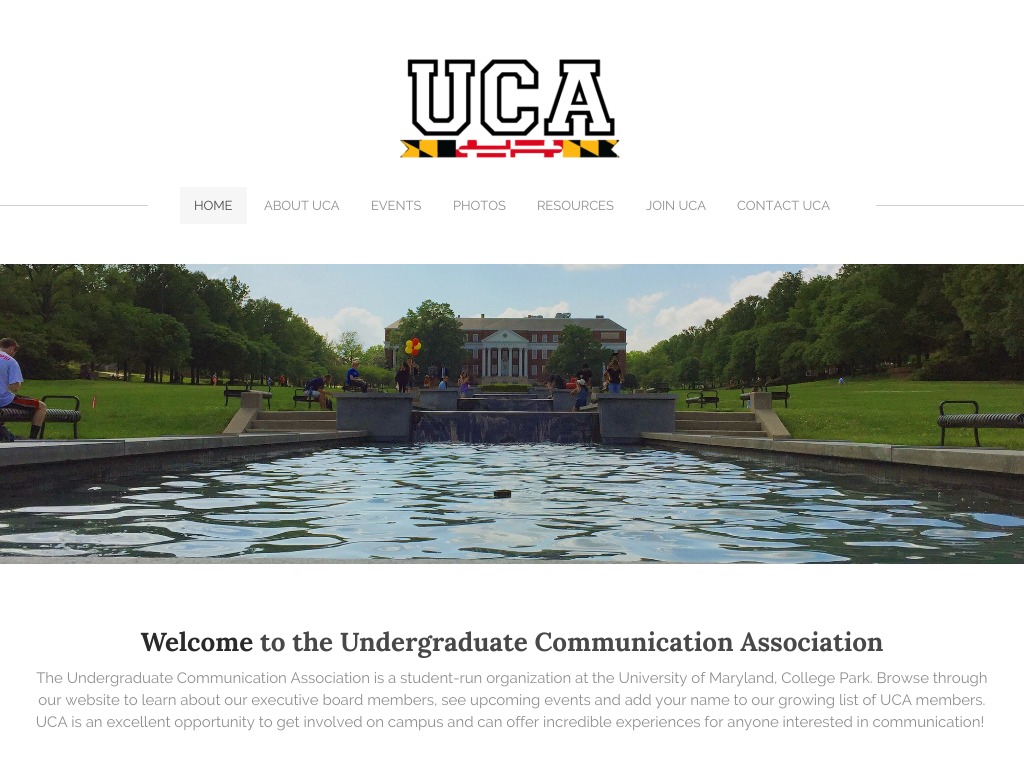 UCA
HOME ABOUT UCA EVENTS PHOTOS RESOURCES JOIN UCA CONTACT UCA
Welcome to the Undergraduate Communication Association
The Undergraduate Communication Association is a student-run organization at the University of Maryland, College Park. Browse through
our website to learn about our executive board members, see upcoming events and add your name to our growing list of UCA members.
UCA is an excellent opportunity to get involved on campus and can offer incredible experiences for anyone interested in communication!